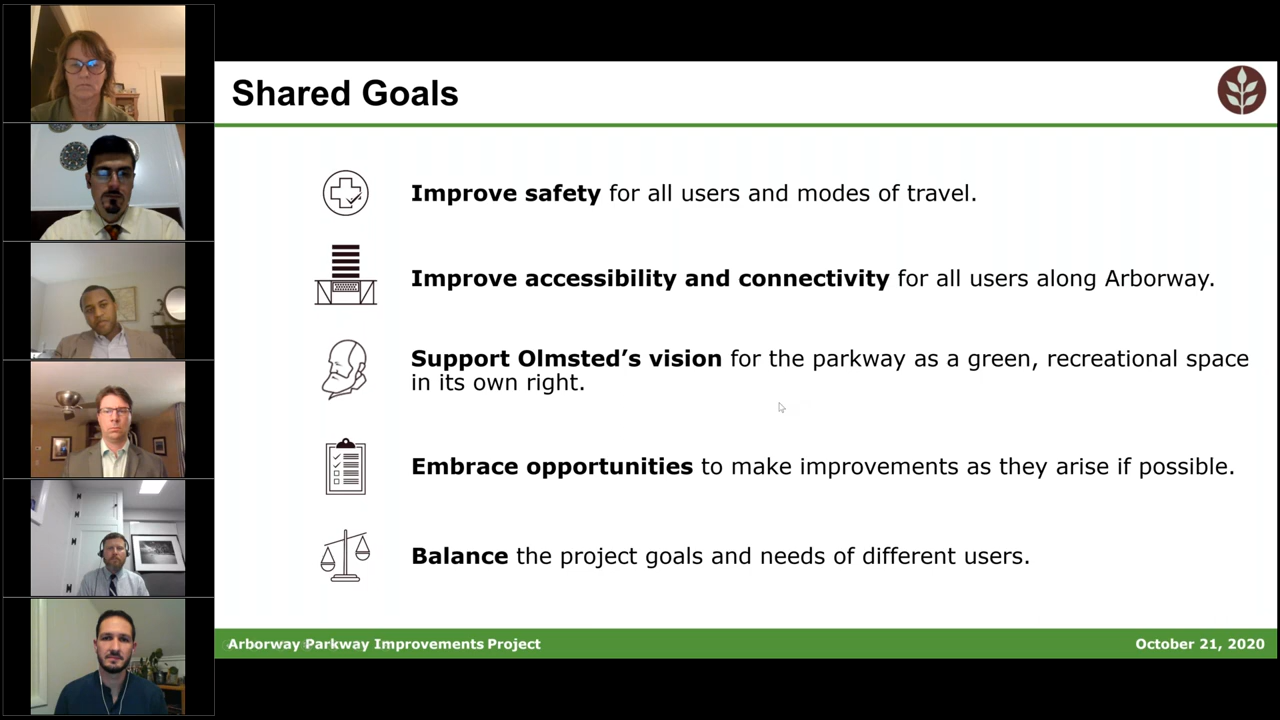 Shared Goals
Improve safety for all users and modes of travel.
Improve accessibility and connectivity for all users along Arborway.
Support Olmsted’s vision for the parkway as a green, recreational space
in its own right.
Embrace opportunities to make improvements as they arise if possible.
Balance the project goals and needs of different users.
Arborway Parkway Improvements Project
October 21, 2020